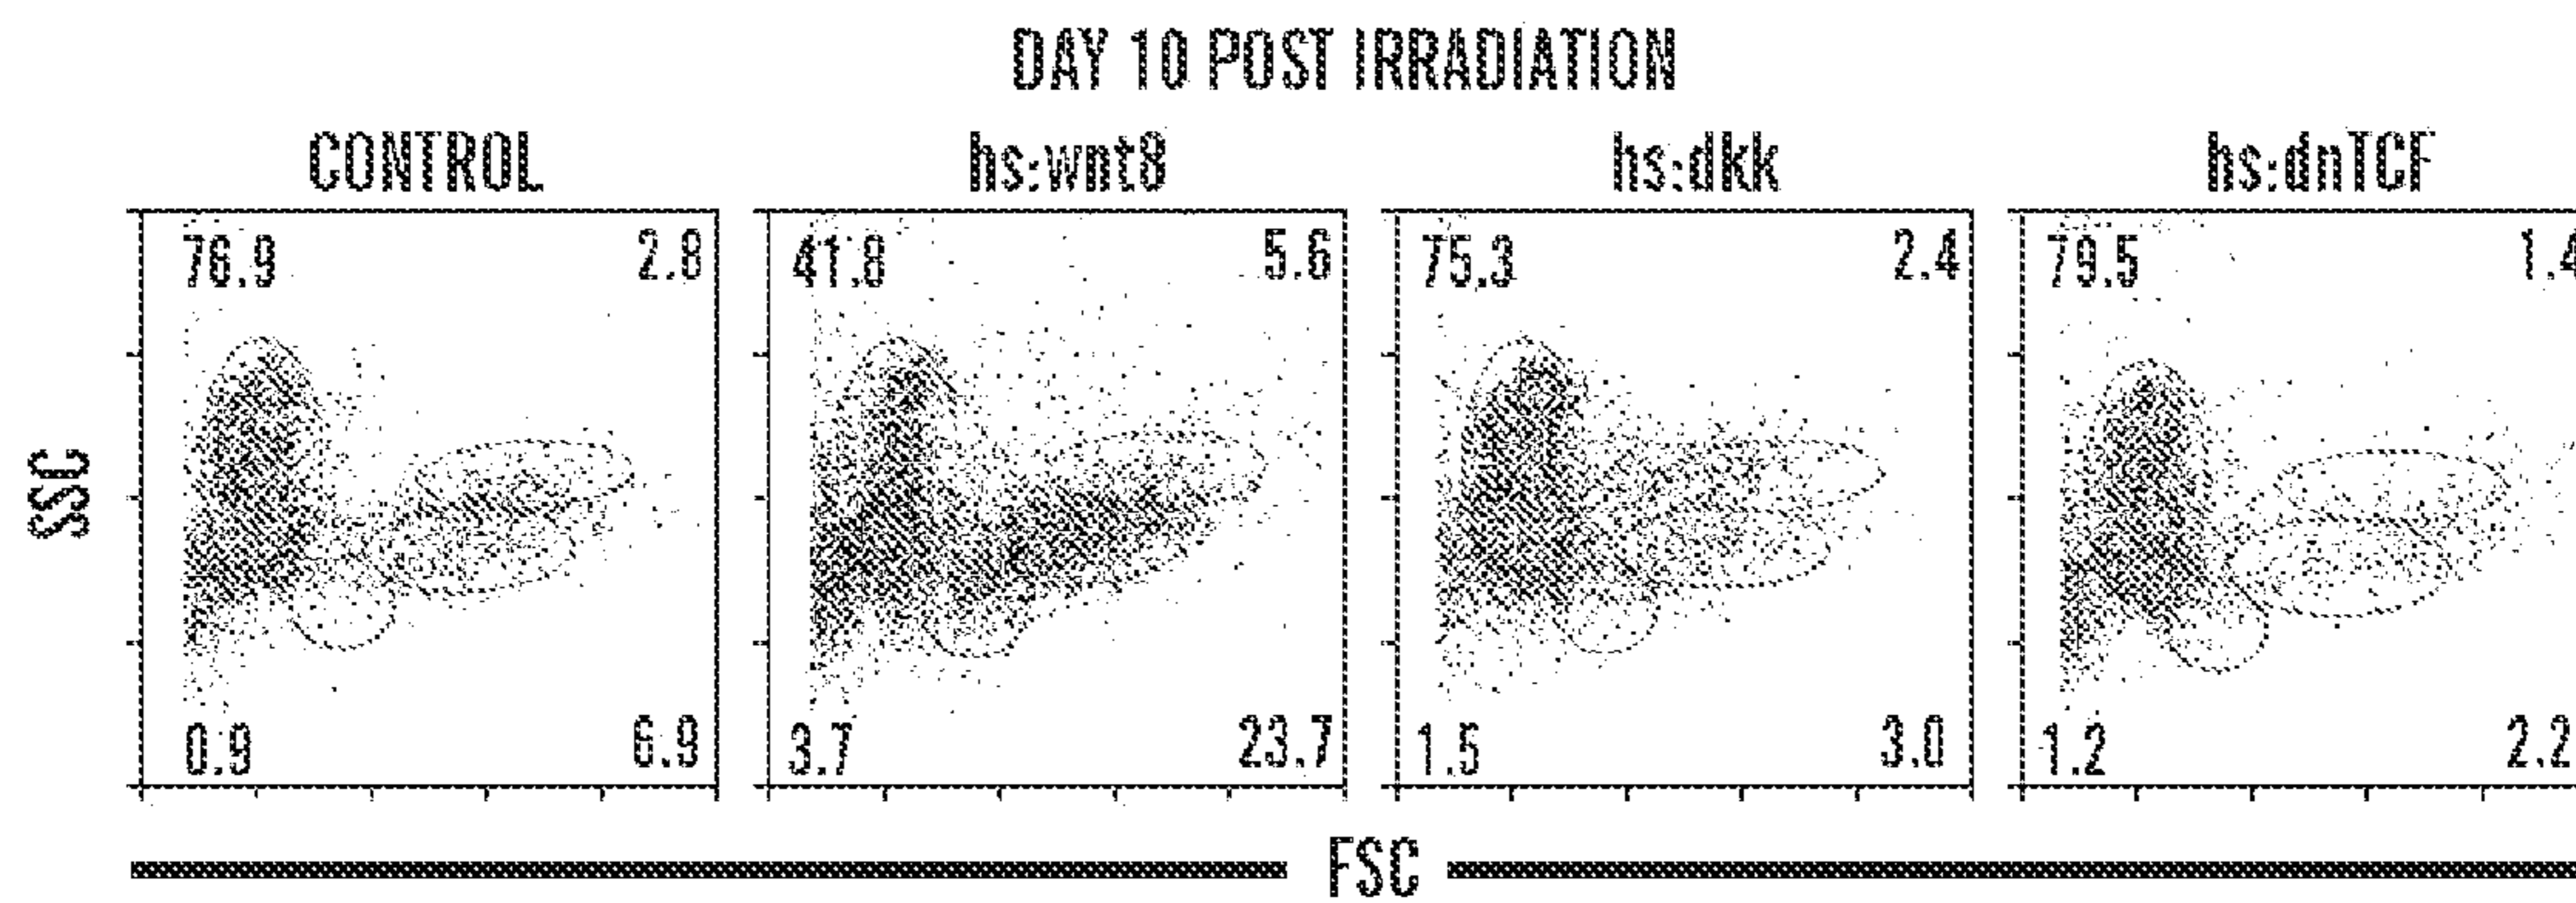 DAY 10 POST IRRADIATION
CONTROL hs:wnt8 hs:dkk hs:dnTCF
76.9 2.8 41.8 5.6 75.3 2.4 79.5 1.4
SSC
0.9 6.9 3.7 23.7 1.5 3.0 1.2 2.2
FSC